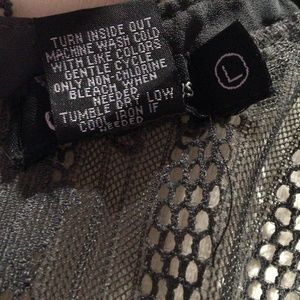 TURN INSIDE OUT
MACHINE WASH COLD
WITH LIKE COLORS
GENTLE CYCLE
ONLY NON-CHLORINE
BLEACH WHEN
NEEDED
TUMBLE DRY LOW
COOL IRON IF
NEEDED
L